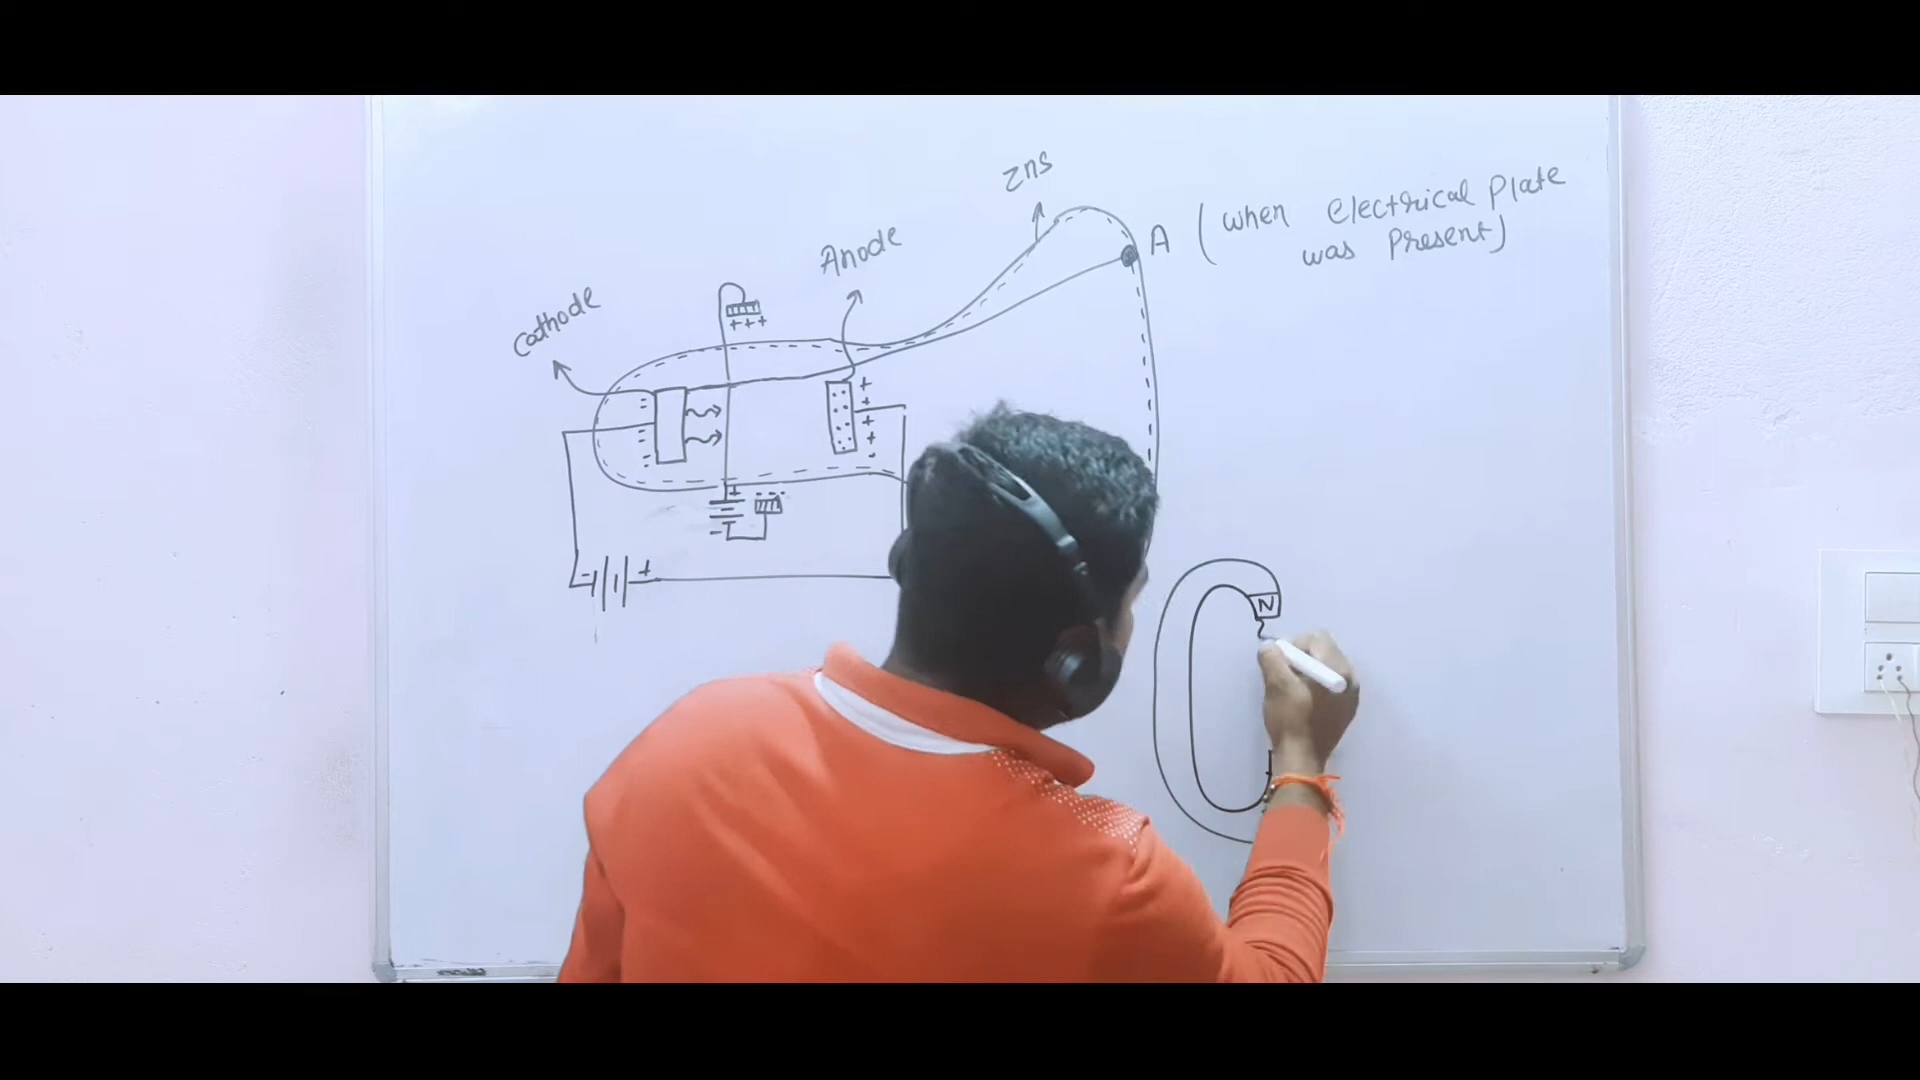 zns
A (when electrical plate
was present)
Anode
Cathode
+ + +
+
+
+
+
+
-
- +
N